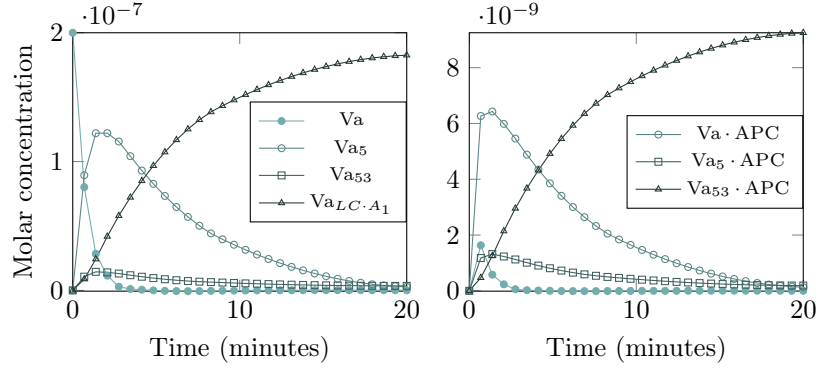 ·10⁻⁷
2
1
0
0
10
20
Time (minutes)
Molar concentration
Va
Va₅
Va₅₃
Va_{LC·A₁}
·10⁻⁹
8
6
4
2
0
0
10
20
Time (minutes)
Va · APC
Va₅ · APC
Va₅₃ · APC